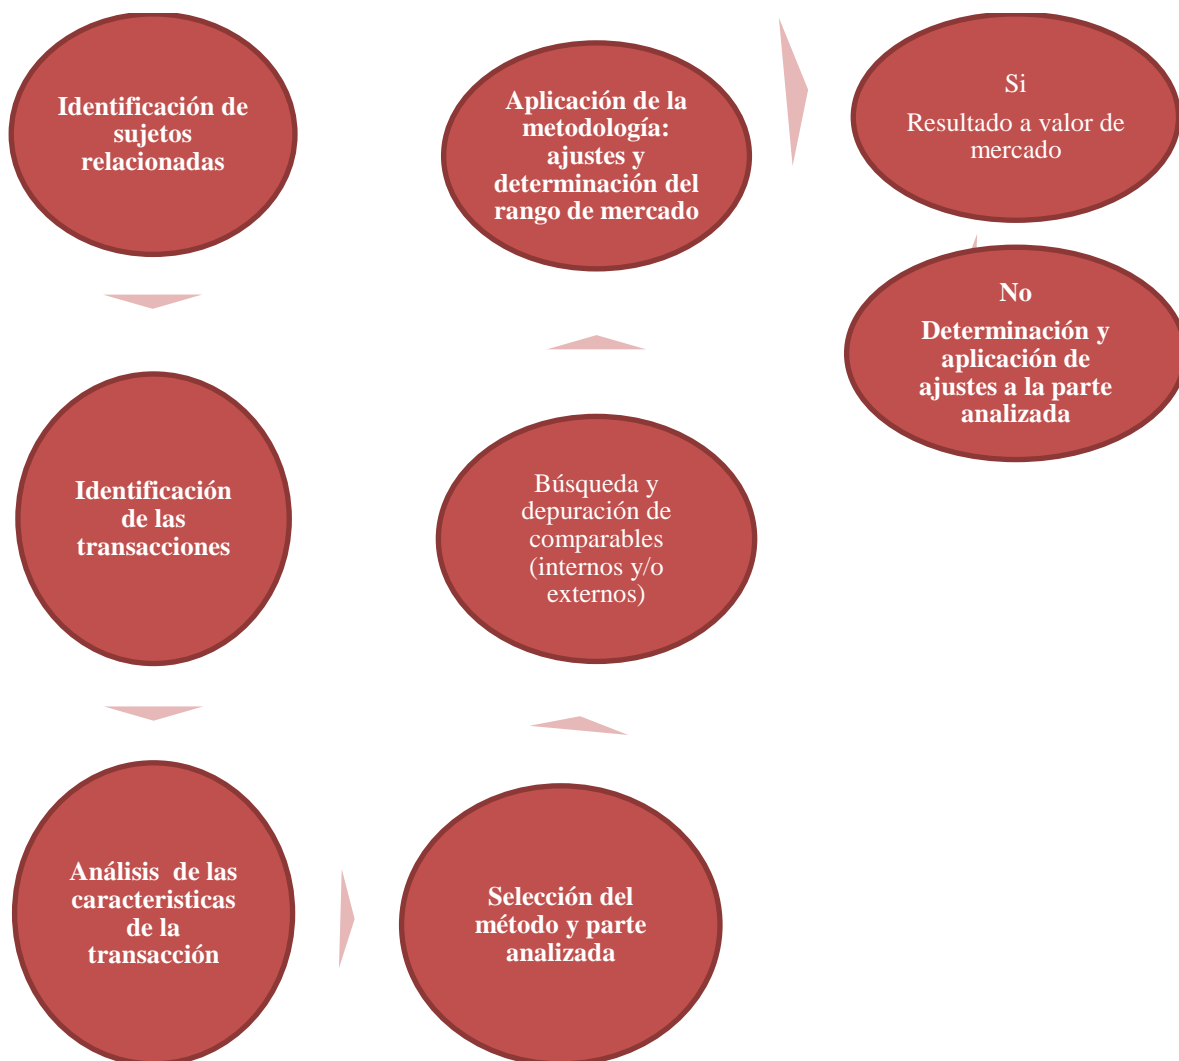 Identificación de
sujetos
relacionadas
Identificación
de las
transacciones
Análisis  de las
caracteristicas
de la
transacción
Selección del
método y parte
analizada
Búsqueda y
depuración de
comparables
(internos y/o
externos)
Aplicación de la
metodología:
ajustes y
determinación del
rango de mercado
Si
Resultado a valor de
mercado
No
Determinación y
aplicación de
ajustes a la parte
analizada